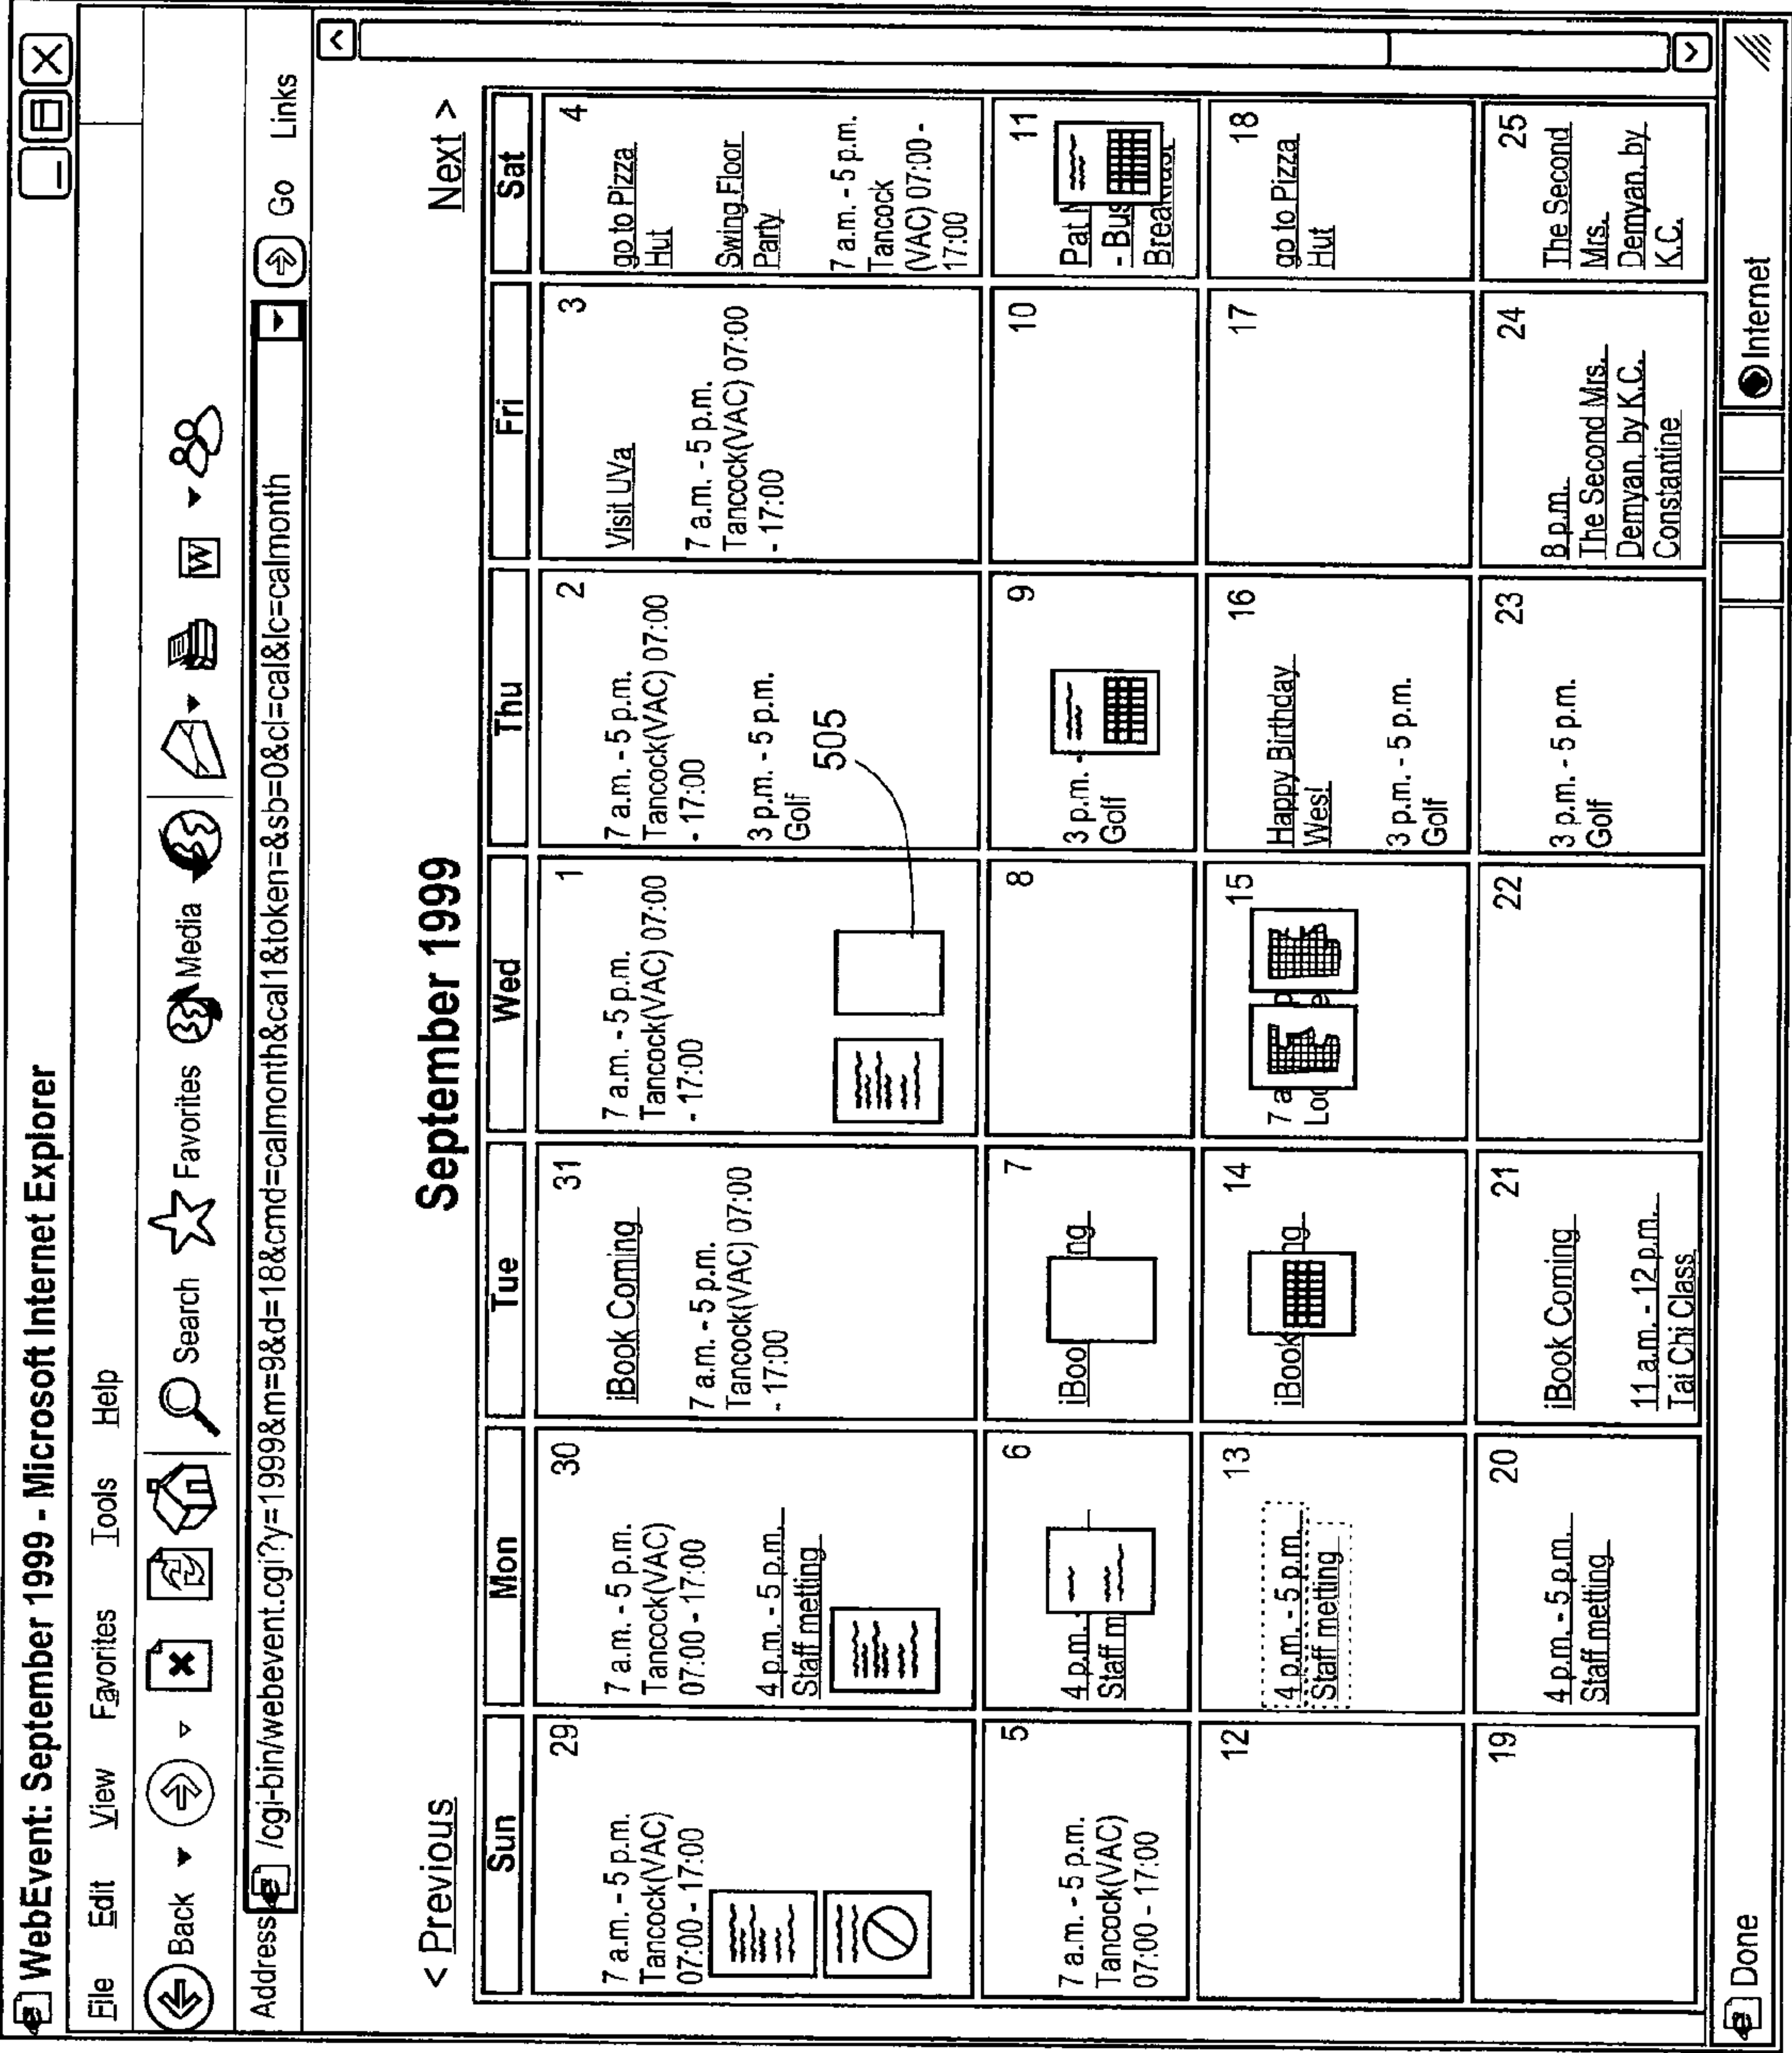 WebEvent: September 1999 - Microsoft Internet Explorer
File Edit View Favorites Tools Help
Back Search Favorites Media W
Address /cgi-bin/webevent.cgi?y=1999&m=9&d=18&cmd=calmonth&cal1&token=&sb=0&cl=cal&lc=calmonth Go Links
September 1999
< Previous Next >
Sun Mon Tue Wed Thu Fri Sat
29
7 a.m. - 5 p.m.
Tancock(VAC)
07:00 - 17:00
30
7 a.m. - 5 p.m.
Tancock(VAC)
07:00 - 17:00
4 p.m. - 5 p.m.
Staff metting
31
iBook Coming
7 a.m. - 5 p.m.
Tancock(VAC) 07:00
- 17:00
1
7 a.m. - 5 p.m.
Tancock(VAC) 07:00
- 17:00
505
2
7 a.m. - 5 p.m.
Tancock(VAC) 07:00
- 17:00
3 p.m. - 5 p.m.
Golf
3
Visit UVa
7 a.m. - 5 p.m.
Tancock(VAC) 07:00
- 17:00
4
go to Pizza
Hut
Swing Floor
Party
7 a.m. - 5 p.m.
Tancock
(VAC) 07:00 -
17:00
5
7 a.m. - 5 p.m.
Tancock(VAC)
07:00 - 17:00
6
4 p.m.
Staff m
7
iBoo ng
8
9
3 p.m. -
Golf
10
11
Pat
- Bus
Breakfast
12
13
4 p.m. - 5 p.m.
Staff metting
14
iBook ng
15
7 a
Loc
16
Happy Birthday
Wes!
3 p.m. - 5 p.m.
Golf
17
18
go to Pizza
Hut
19
20
4 p.m. - 5 p.m.
Staff metting
21
iBook Coming
11 a.m. - 12 p.m.
Tai Chi Class
22
23
3 p.m. - 5 p.m.
Golf
24
8 p.m.
The Second Mrs.
Demyan, by K.C.
Constantine
25
The Second
Mrs.
Demyan, by
K.C.
Done Internet